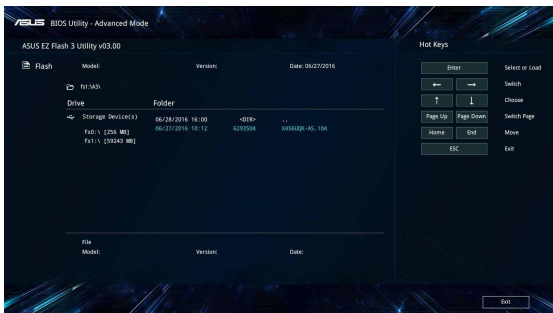 ASUS BIOS Utility - Advanced Mode
ASUS EZ Flash 3 Utility v03.00
Hot Keys
Flash
Model: Version: Date: 06/27/2016
fs1:\AS\
Drive Folder
Storage Device(s)
fs0:\ [256 MB]
fs1:\ [59243 MB]
06/28/2016 16:00 <DIR> ..
06/27/2016 10:12 6293504 X456UQK-AS.104
File
Model: Version: Date:
Enter Select or Load
← → Switch
↑ ↓ Choose
Page Up Page Down Switch Page
Home End Move
ESC Exit
Exit